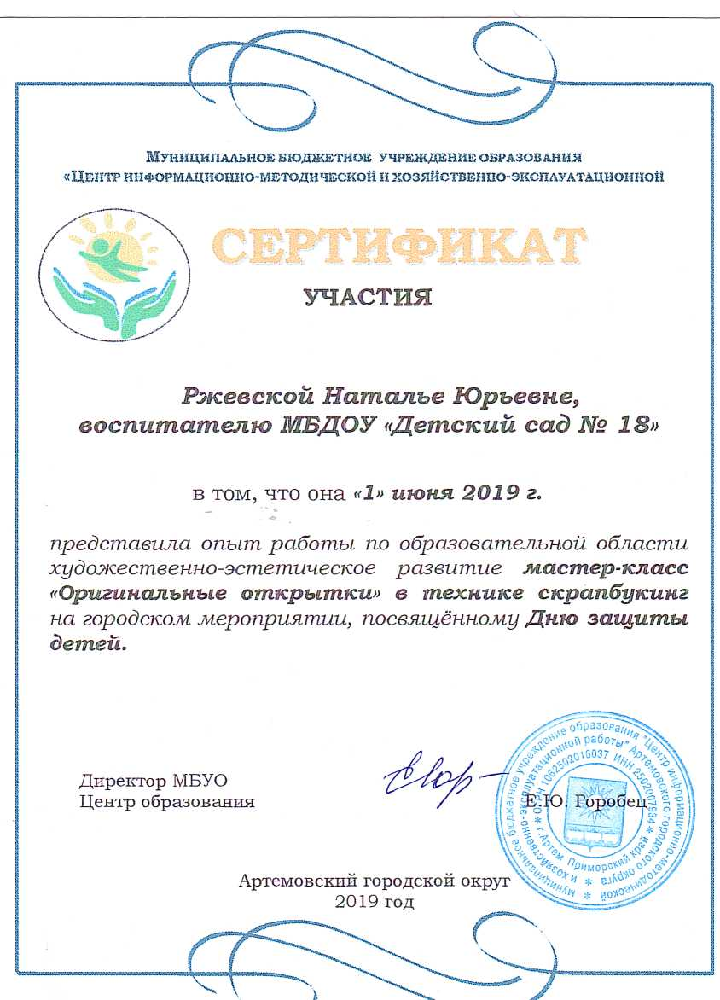 Муниципальное бюджетное учреждение образования
«Центр информационно-методической и хозяйственно-эксплуатационной
СЕРТИФИКАТ
УЧАСТИЯ
Ржевской Наталье Юрьевне,
воспитателю МБДОУ «Детский сад № 18»
в том, что она «1» июня 2019 г.
представила опыт работы по образовательной области
художественно-эстетическое развитие мастер-класс
«Оригинальные открытки» в технике скрапбукинг
на городском мероприятии, посвящённому Дню защиты
детей.
Директор МБУО
Центр образования
Е.Ю. Горобец
муниципальное бюджетное учреждение образования "Центр информационно-методической
и хозяйственно-эксплуатационной работы" Артемовского городского округа
ОГРН 1062502016037 ИНН 2502007934
г.Артем Приморский край
Артемовский городской округ
2019 год